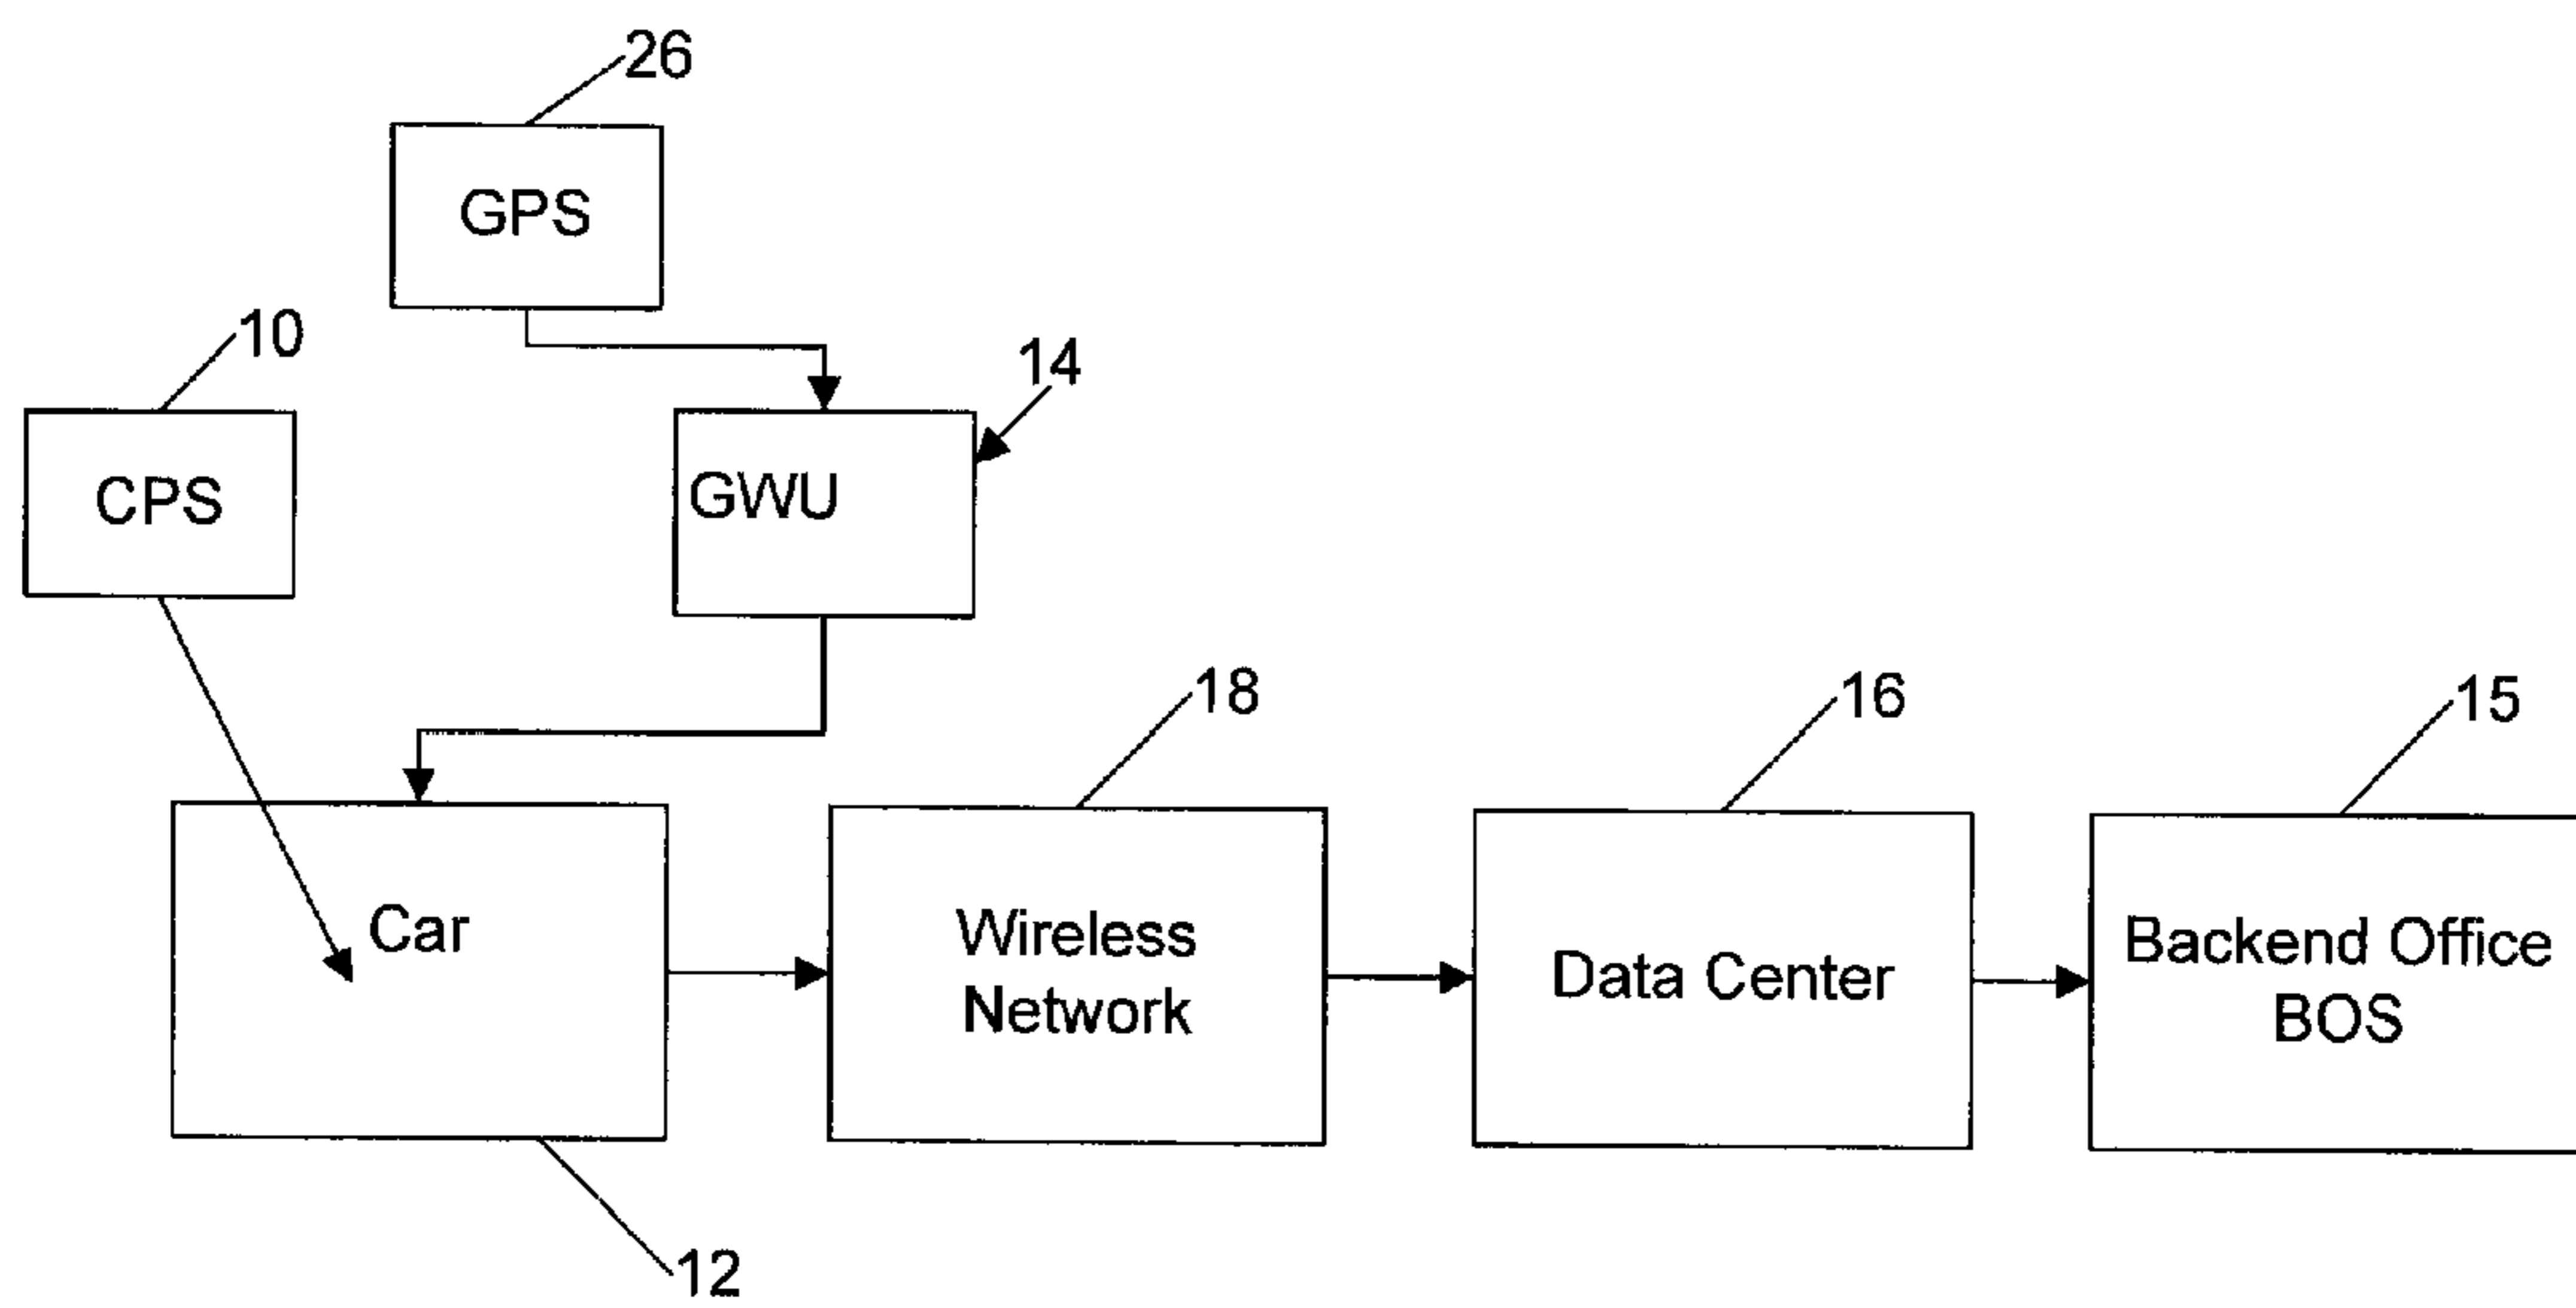 26
GPS
10
14
CPS
GWU
18
16
15
Car
Wireless
Network
Data Center
Backend Office
BOS
12